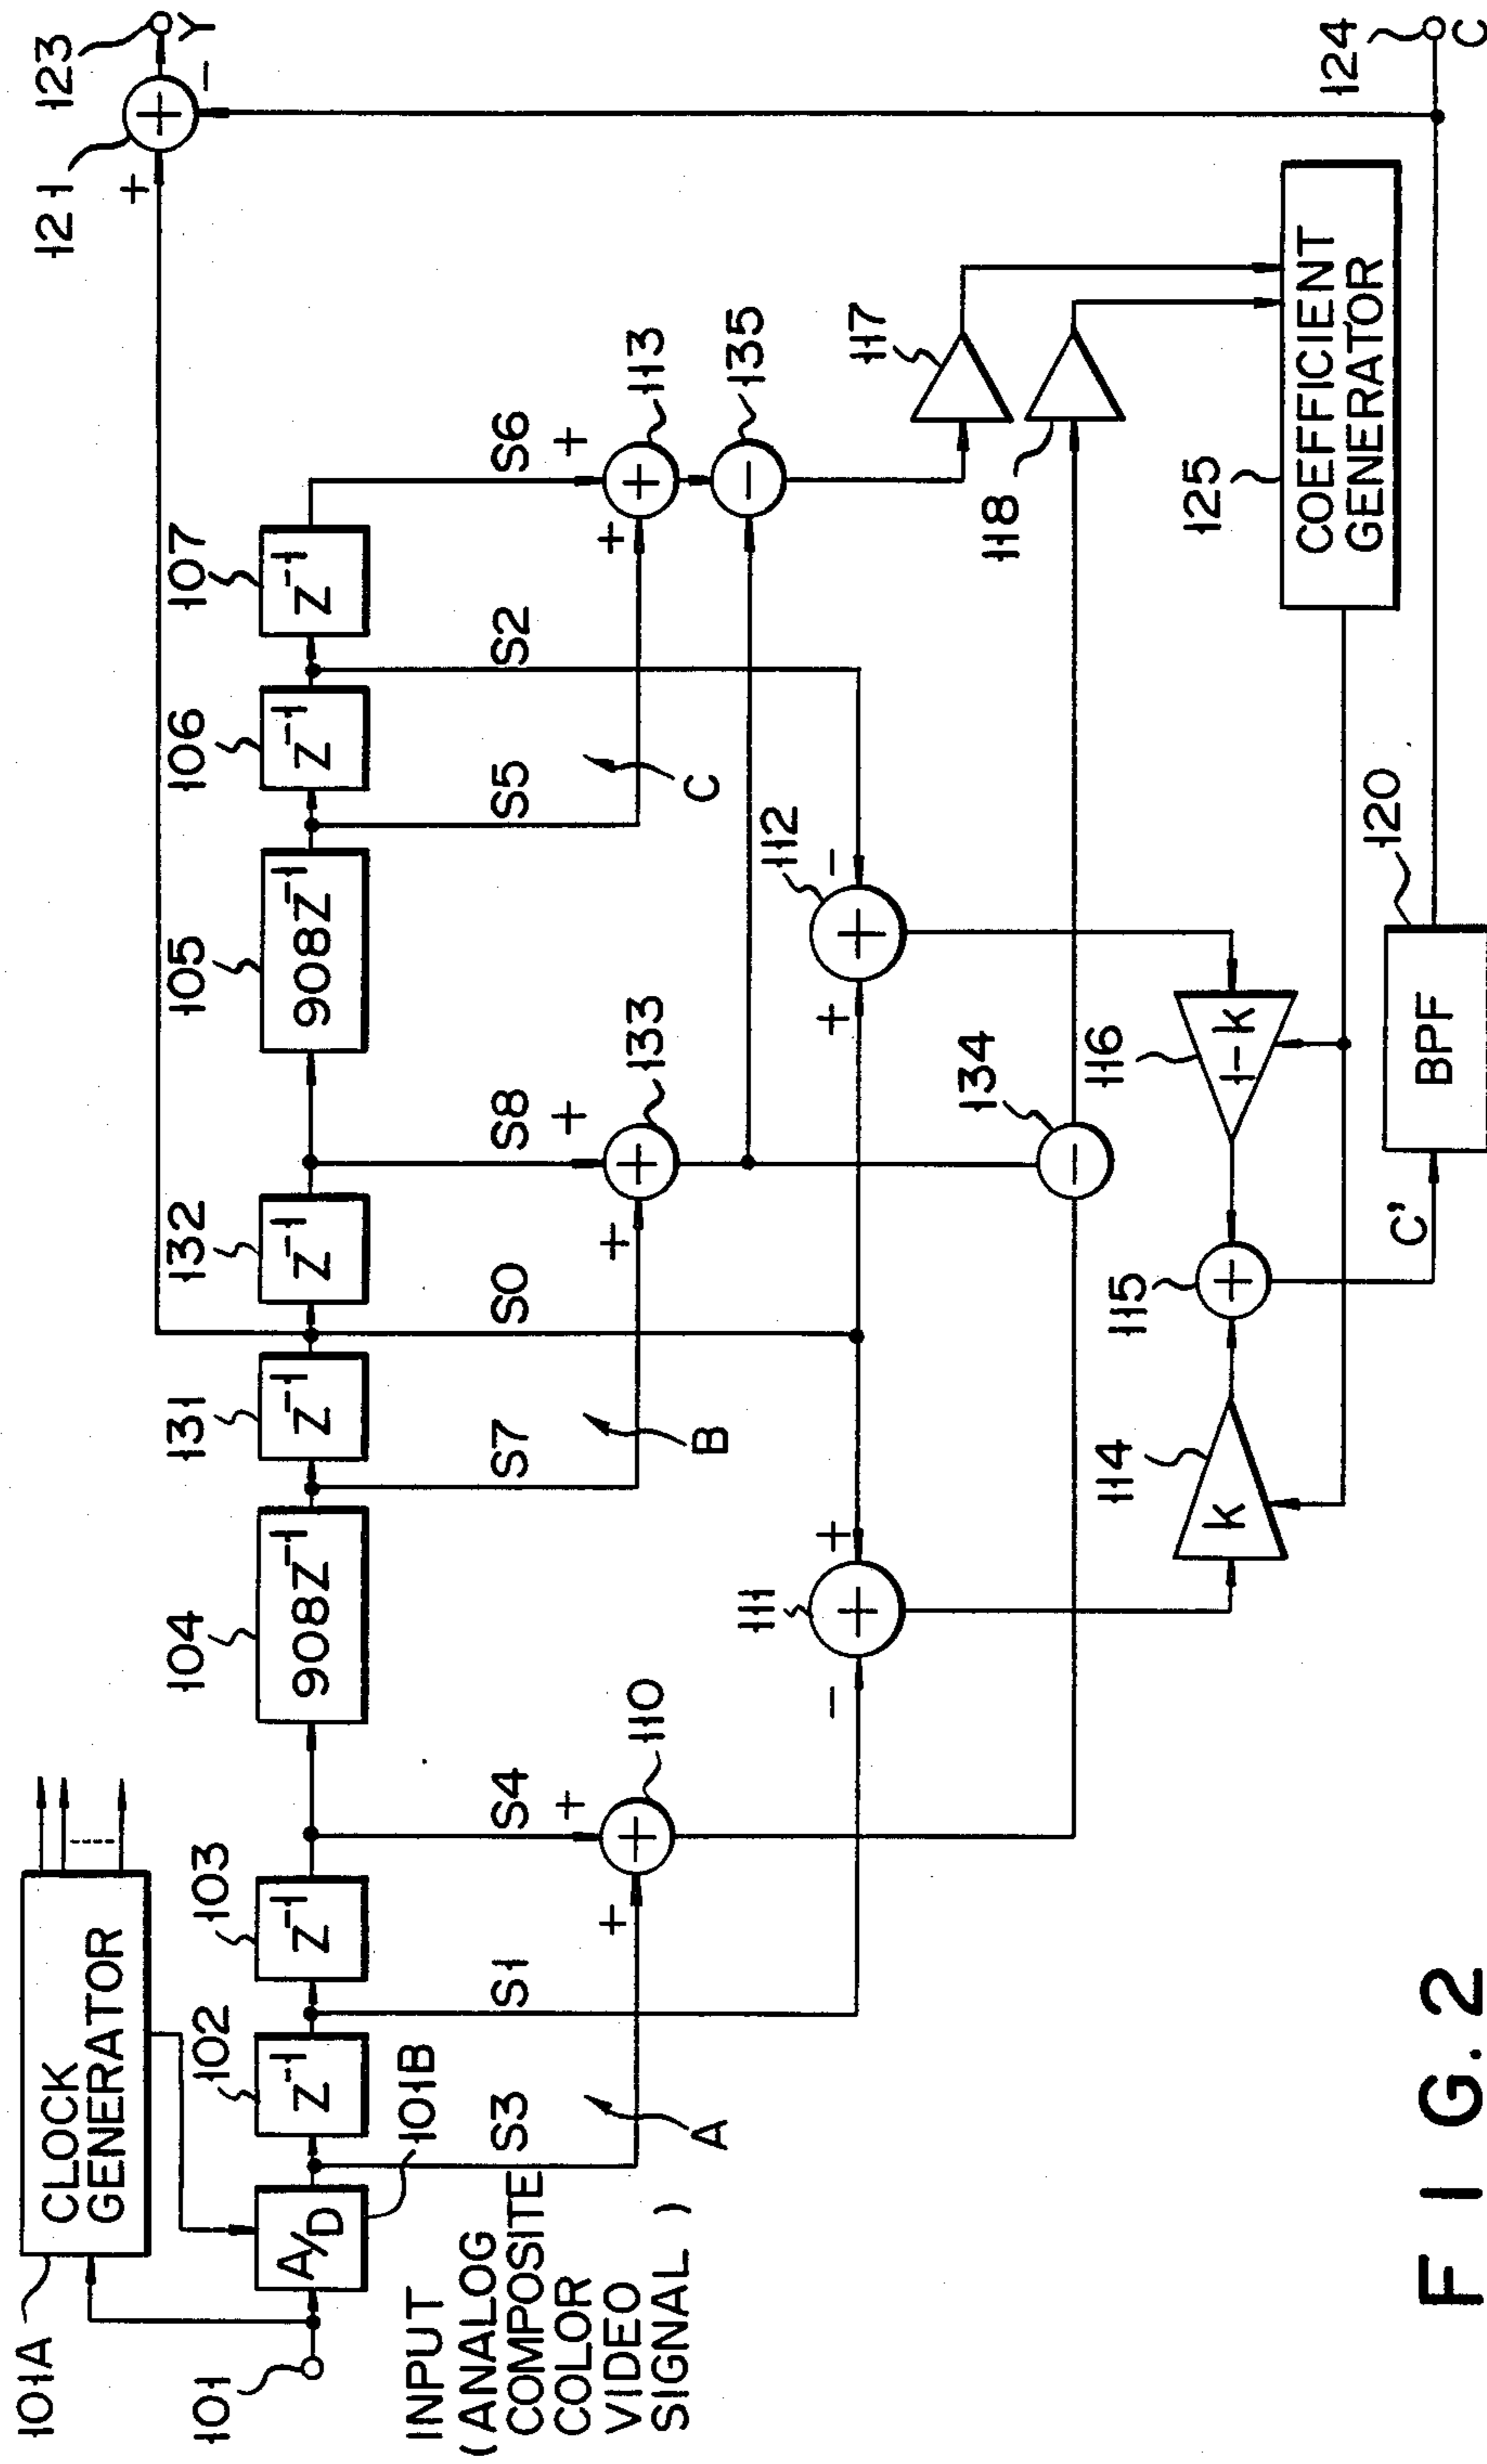 101A
CLOCK
GENERATOR
101
A/D
101B
INPUT
(ANALOG
COMPOSITE
COLOR
VIDEO
SIGNAL)
102
Z⁻¹
103
Z⁻¹
104
908Z⁻¹
131
Z⁻¹
132
Z⁻¹
105
908Z⁻¹
106
Z⁻¹
107
Z⁻¹
121
+
+
−
123
Y
S3
S1
S4
S7
S0
S8
S5
S2
S6
A
B
C
+
+
+
110
+
+
+
133
+
+
+
113
−
135
−
+
+
111
+
+
−
112
−
134
117
118
125
COEFFICIENT
GENERATOR
114
k
115
+
116
1−k
C'
120
BPF
124
C
FIG. 2